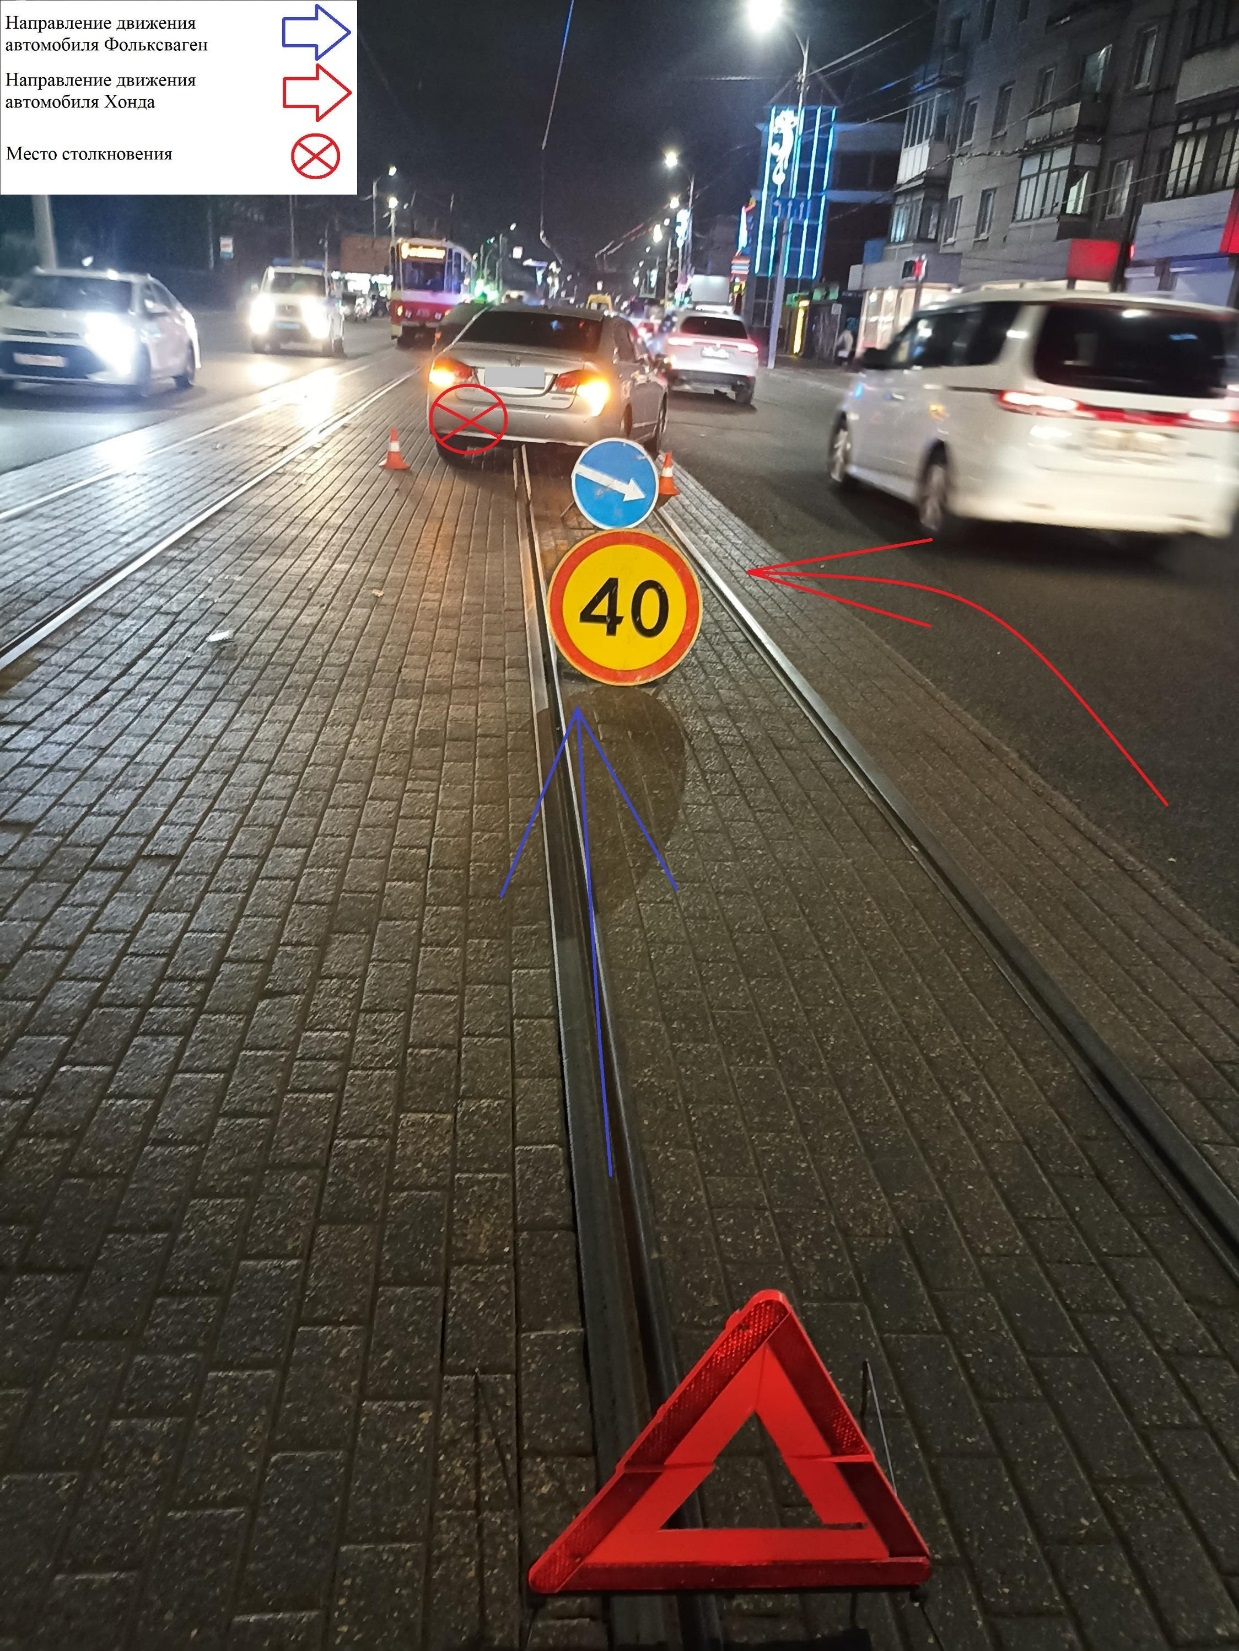 Направление движения
автомобиля Фольксваген
Направление движения
автомобиля Хонда
Место столкновения
40